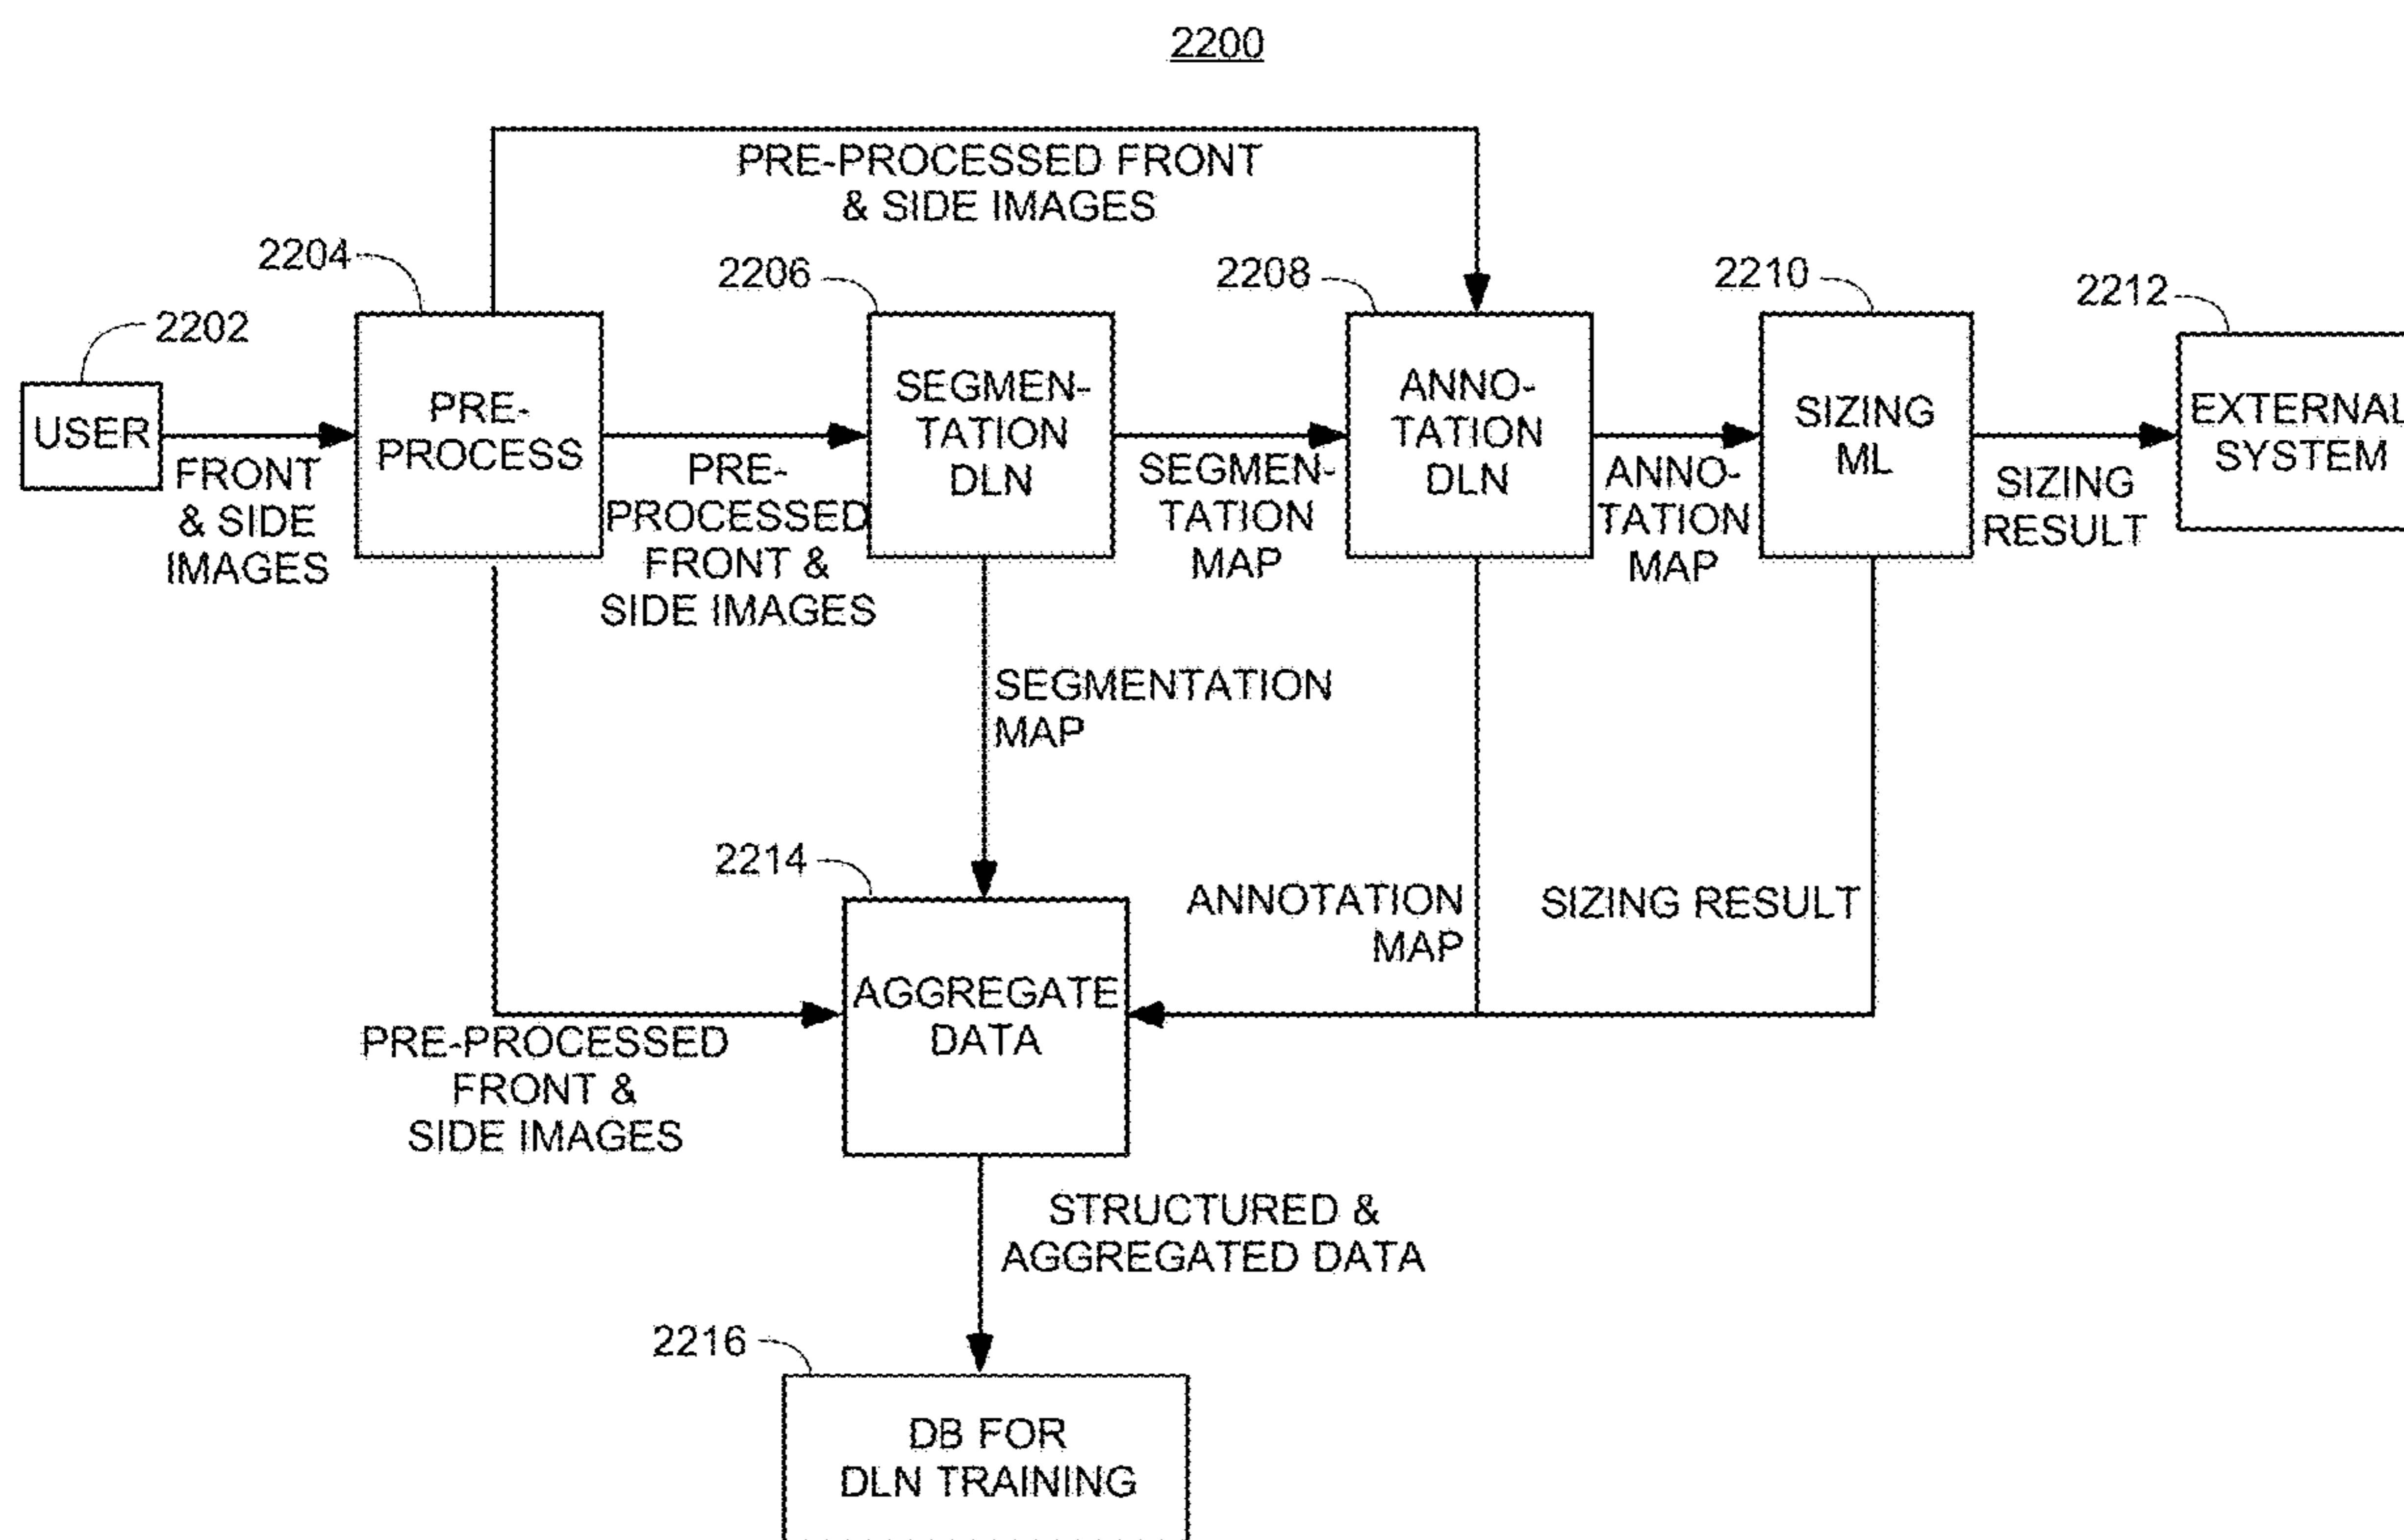 2200
PRE-PROCESSED FRONT
& SIDE IMAGES
2204
2206
2208
2210
2212
2202
USER
FRONT
& SIDE
IMAGES
PRE-
PROCESS
PRE-
PROCESSED
FRONT &
SIDE IMAGES
SEGMEN-
TATION
DLN
SEGMEN-
TATION
MAP
ANNO-
TATION
DLN
ANNO-
TATION
MAP
SIZING
ML
SIZING
RESULT
EXTERNAL
SYSTEM
SEGMENTATION
MAP
2214
ANNOTATION
MAP
SIZING RESULT
AGGREGATE
DATA
PRE-PROCESSED
FRONT &
SIDE IMAGES
STRUCTURED &
AGGREGATED DATA
2216
DB FOR
DLN TRAINING